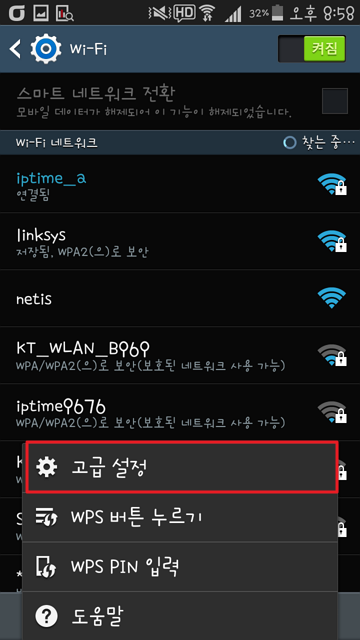 HD 32% 오후 8:58
Wi-Fi 켜짐
스마트 네트워크 전환
모바일 데이터가 해제되어 이 기능이 해제되었습니다.
Wi-Fi 네트워크 찾는 중...
iptime_a
연결됨
linksys
저장됨, WPA2(으)로 보안
netis
KT_WLAN_B969
WPA/WPA2(으)로 보안(보호된 네트워크 사용 가능)
iptime9676
WPA/WPA2(으)로 보안(보호된 네트워크 사용 가능)
고급 설정
WPS 버튼 누르기
WPS PIN 입력
도움말